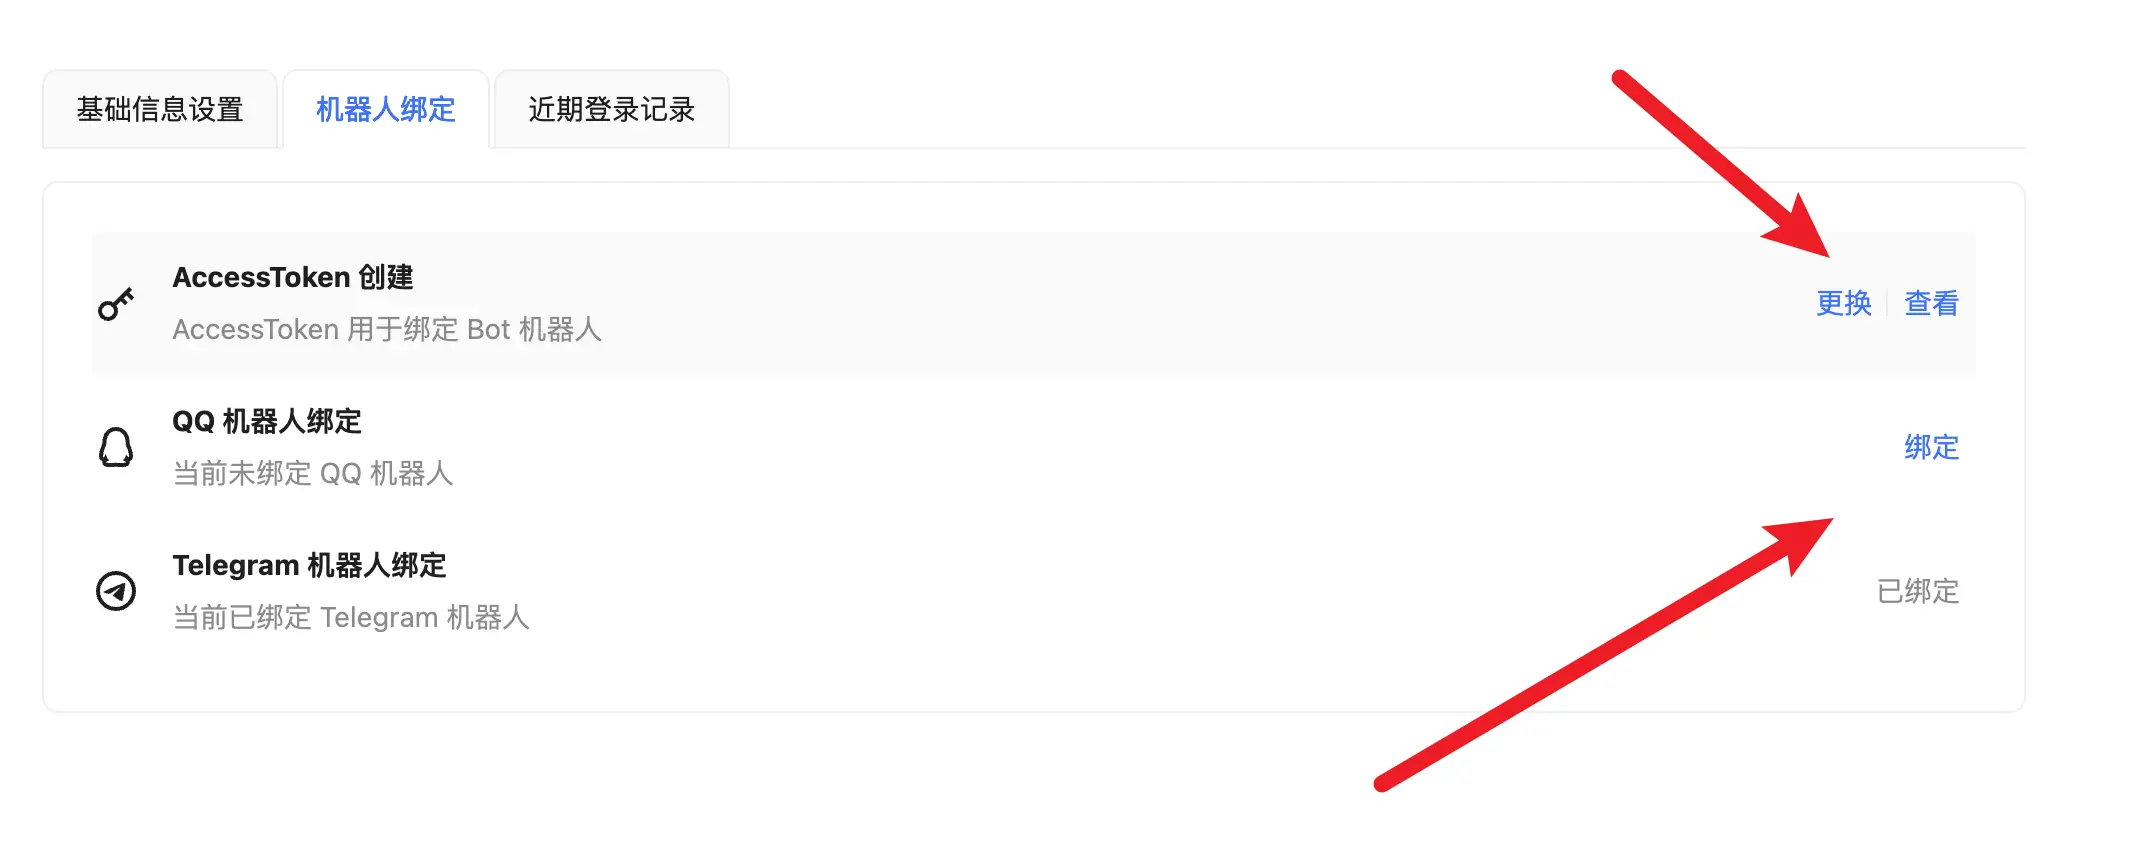 基础信息设置 机器人绑定 近期登录记录
AccessToken 创建
AccessToken 用于绑定 Bot 机器人
更换 查看
QQ 机器人绑定
当前未绑定 QQ 机器人
绑定
Telegram 机器人绑定
当前已绑定 Telegram 机器人
已绑定